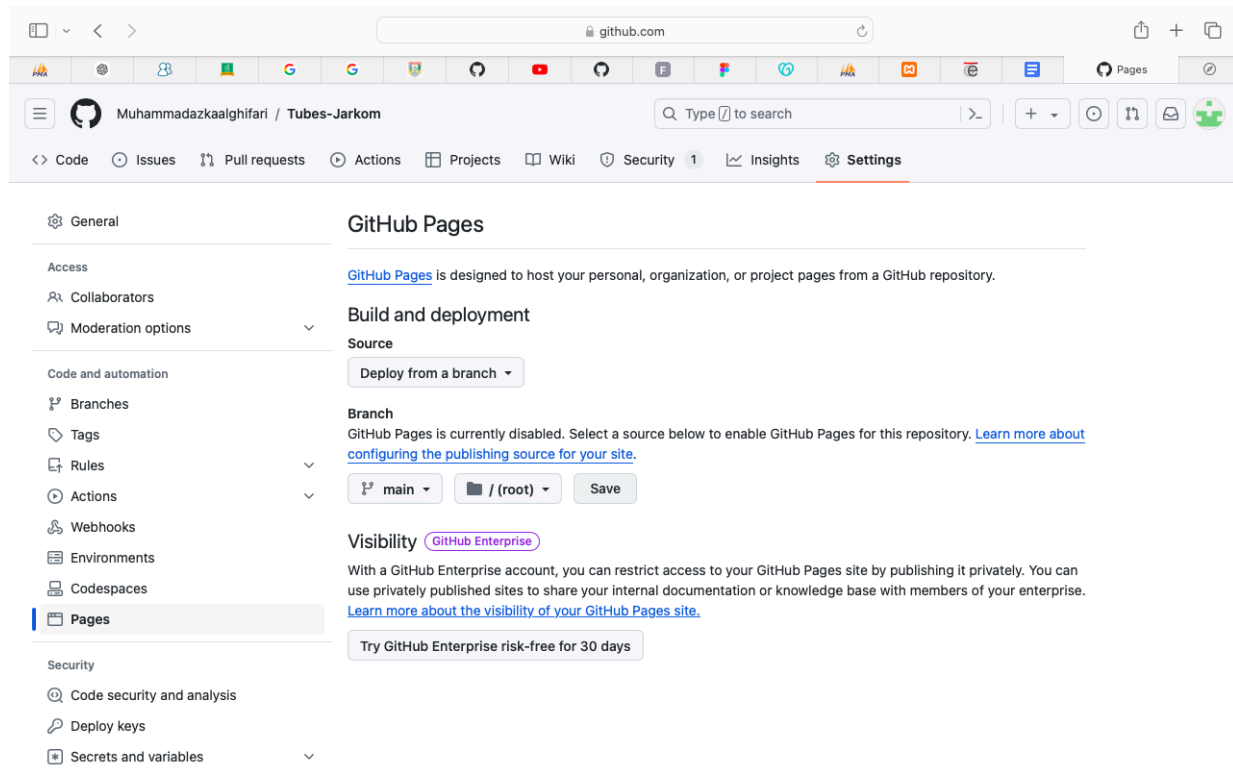 github.com
PMA
G
G
F
PMA
e
Pages
Muhammadazkaalghifari / Tubes-Jarkom
Type / to search
Code
Issues
Pull requests
Actions
Projects
Wiki
Security 1
Insights
Settings
General
Access
Collaborators
Moderation options
Code and automation
Branches
Tags
Rules
Actions
Webhooks
Environments
Codespaces
Pages
Security
Code security and analysis
Deploy keys
Secrets and variables
GitHub Pages
GitHub Pages is designed to host your personal, organization, or project pages from a GitHub repository.
Build and deployment
Source
Deploy from a branch
Branch
GitHub Pages is currently disabled. Select a source below to enable GitHub Pages for this repository. Learn more about
configuring the publishing source for your site.
main
/ (root)
Save
Visibility GitHub Enterprise
With a GitHub Enterprise account, you can restrict access to your GitHub Pages site by publishing it privately. You can
use privately published sites to share your internal documentation or knowledge base with members of your enterprise.
Learn more about the visibility of your GitHub Pages site.
Try GitHub Enterprise risk-free for 30 days